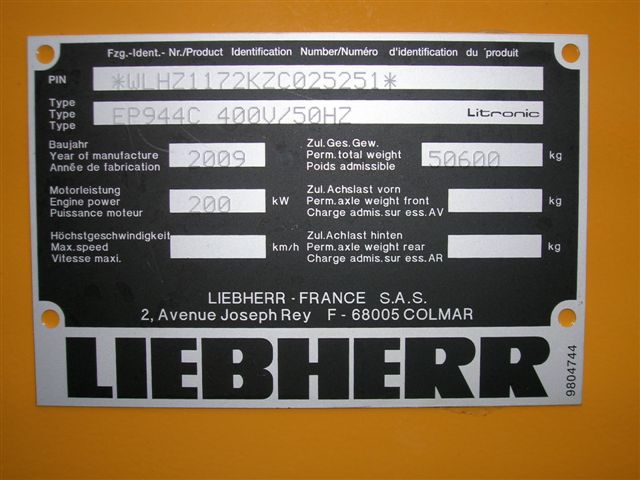 Fzg.-Ident.- Nr./Product Identification Number/Numéro d'identification du ´produit
PIN *WLHZ1172KZC025251*
Type
Type EP944C 400V/50HZ Litronic
Type
Baujahr
Year of manufacture 2009
Année de fabrication
Zul.Ges.Gew.
Perm.total weight 50600 kg
Poids admissible
Motorleistung
Engine power 200 kW
Puissance moteur
Zul.Achslast vorn
Perm.axle weight front kg
Charge admis.sur ess.AV
Höchstgeschwindigkeit
Max.speed km/h
Vitesse maxi.
Zul.Achlast hinten
Perm.axle weight rear kg
Charge admis.sur ess.AR
LIEBHERR - FRANCE S.A.S.
2, Avenue Joseph Rey F - 68005 COLMAR
LIEBHERR
9804744